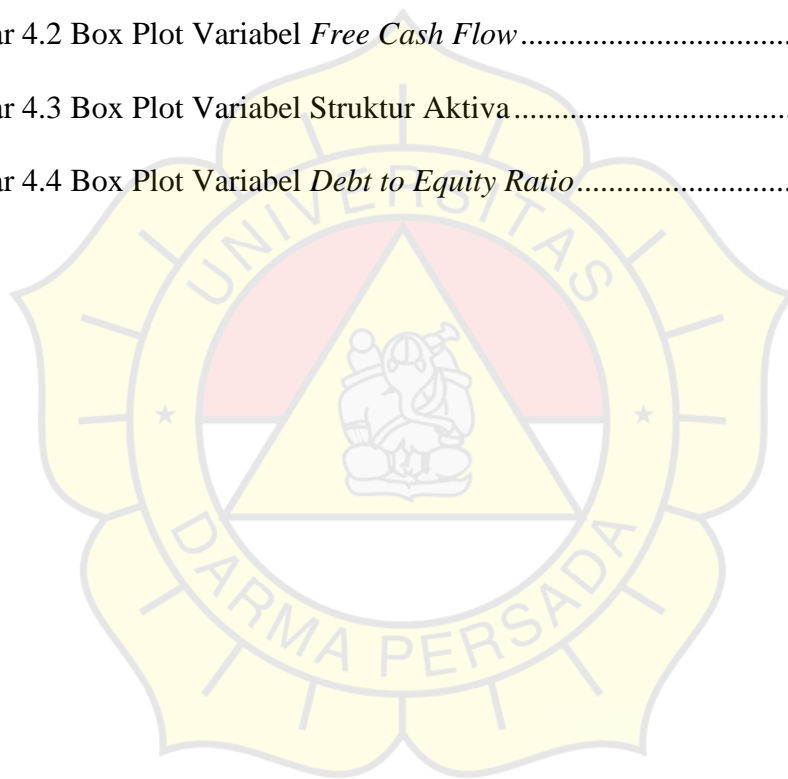 ar 4.2 Box Plot Variabel Free Cash Flow..................................
ar 4.3 Box Plot Variabel Struktur Aktiva...................................
ar 4.4 Box Plot Variabel Debt to Equity Ratio...........................
UNIVERSITAS
DARMA PERSADA